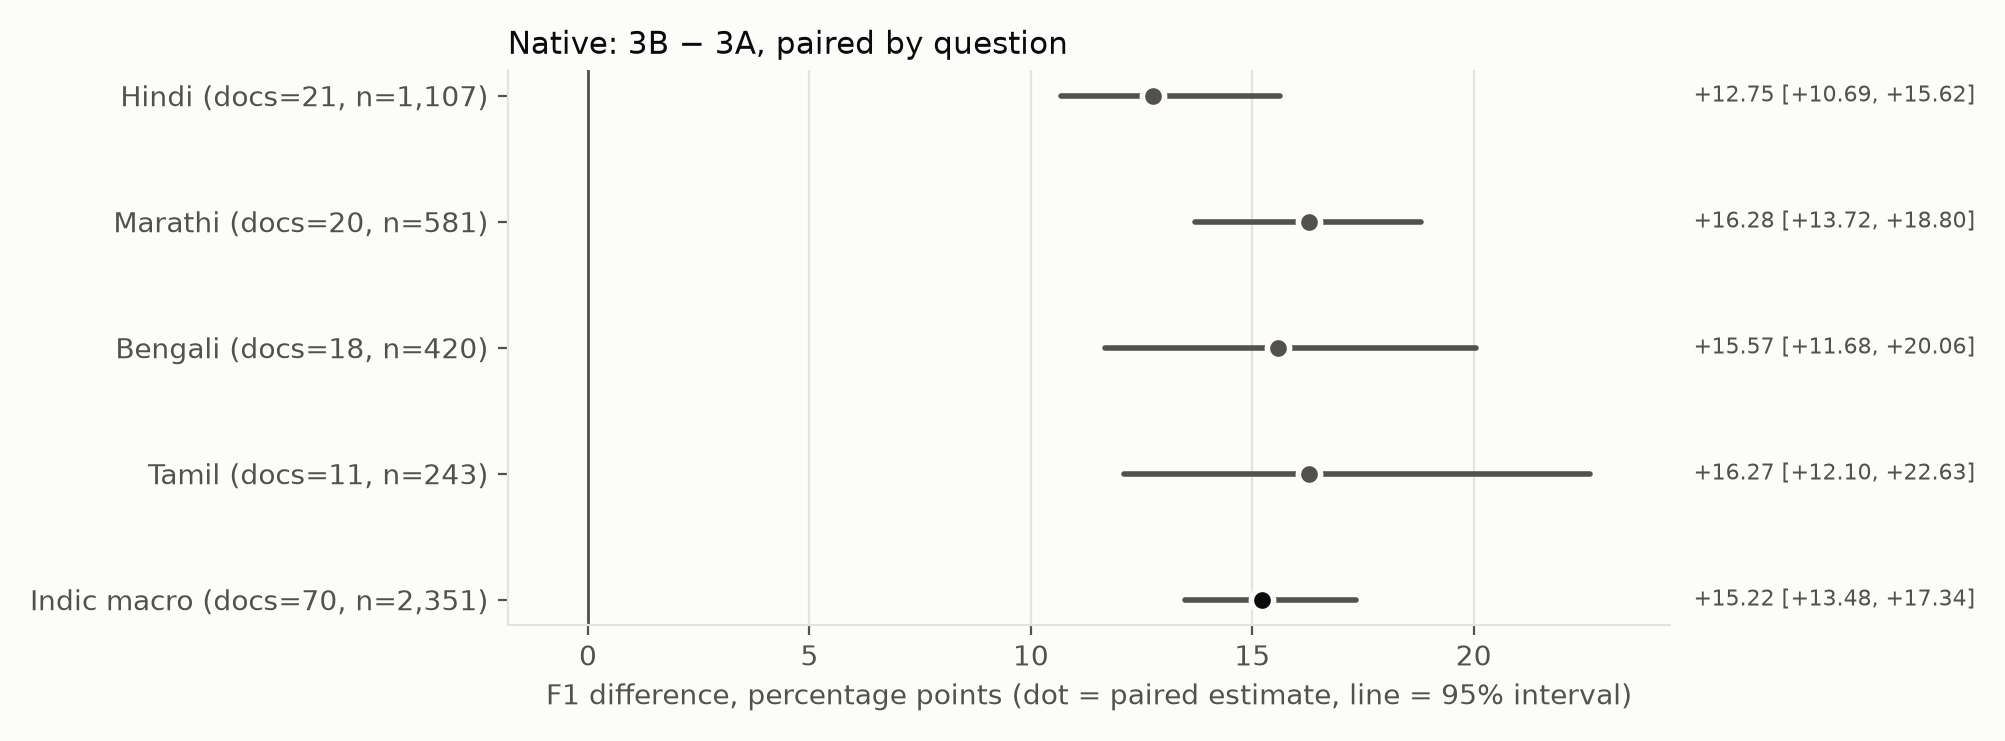 Native: 3B − 3A, paired by question
Hindi (docs=21, n=1,107) +12.75 [+10.69, +15.62]
Marathi (docs=20, n=581) +16.28 [+13.72, +18.80]
Bengali (docs=18, n=420) +15.57 [+11.68, +20.06]
Tamil (docs=11, n=243) +16.27 [+12.10, +22.63]
Indic macro (docs=70, n=2,351) +15.22 [+13.48, +17.34]
0 5 10 15 20
F1 difference, percentage points (dot = paired estimate, line = 95% interval)